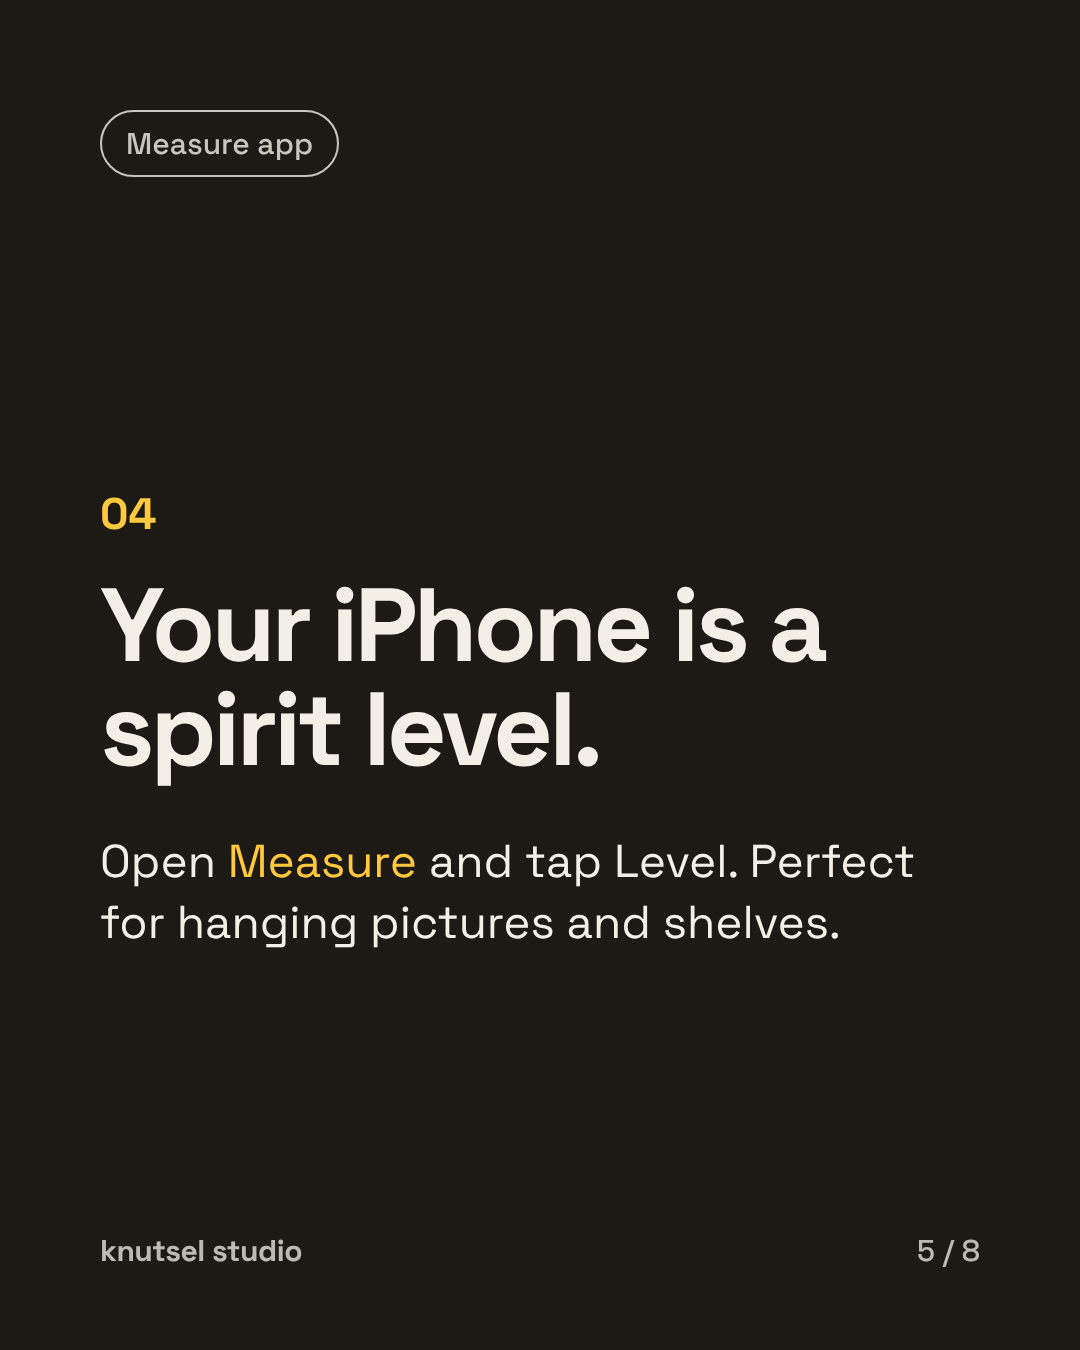 Measure app
04
Your iPhone is a
spirit level.
Open Measure and tap Level. Perfect
for hanging pictures and shelves.
knutsel studio
5 / 8